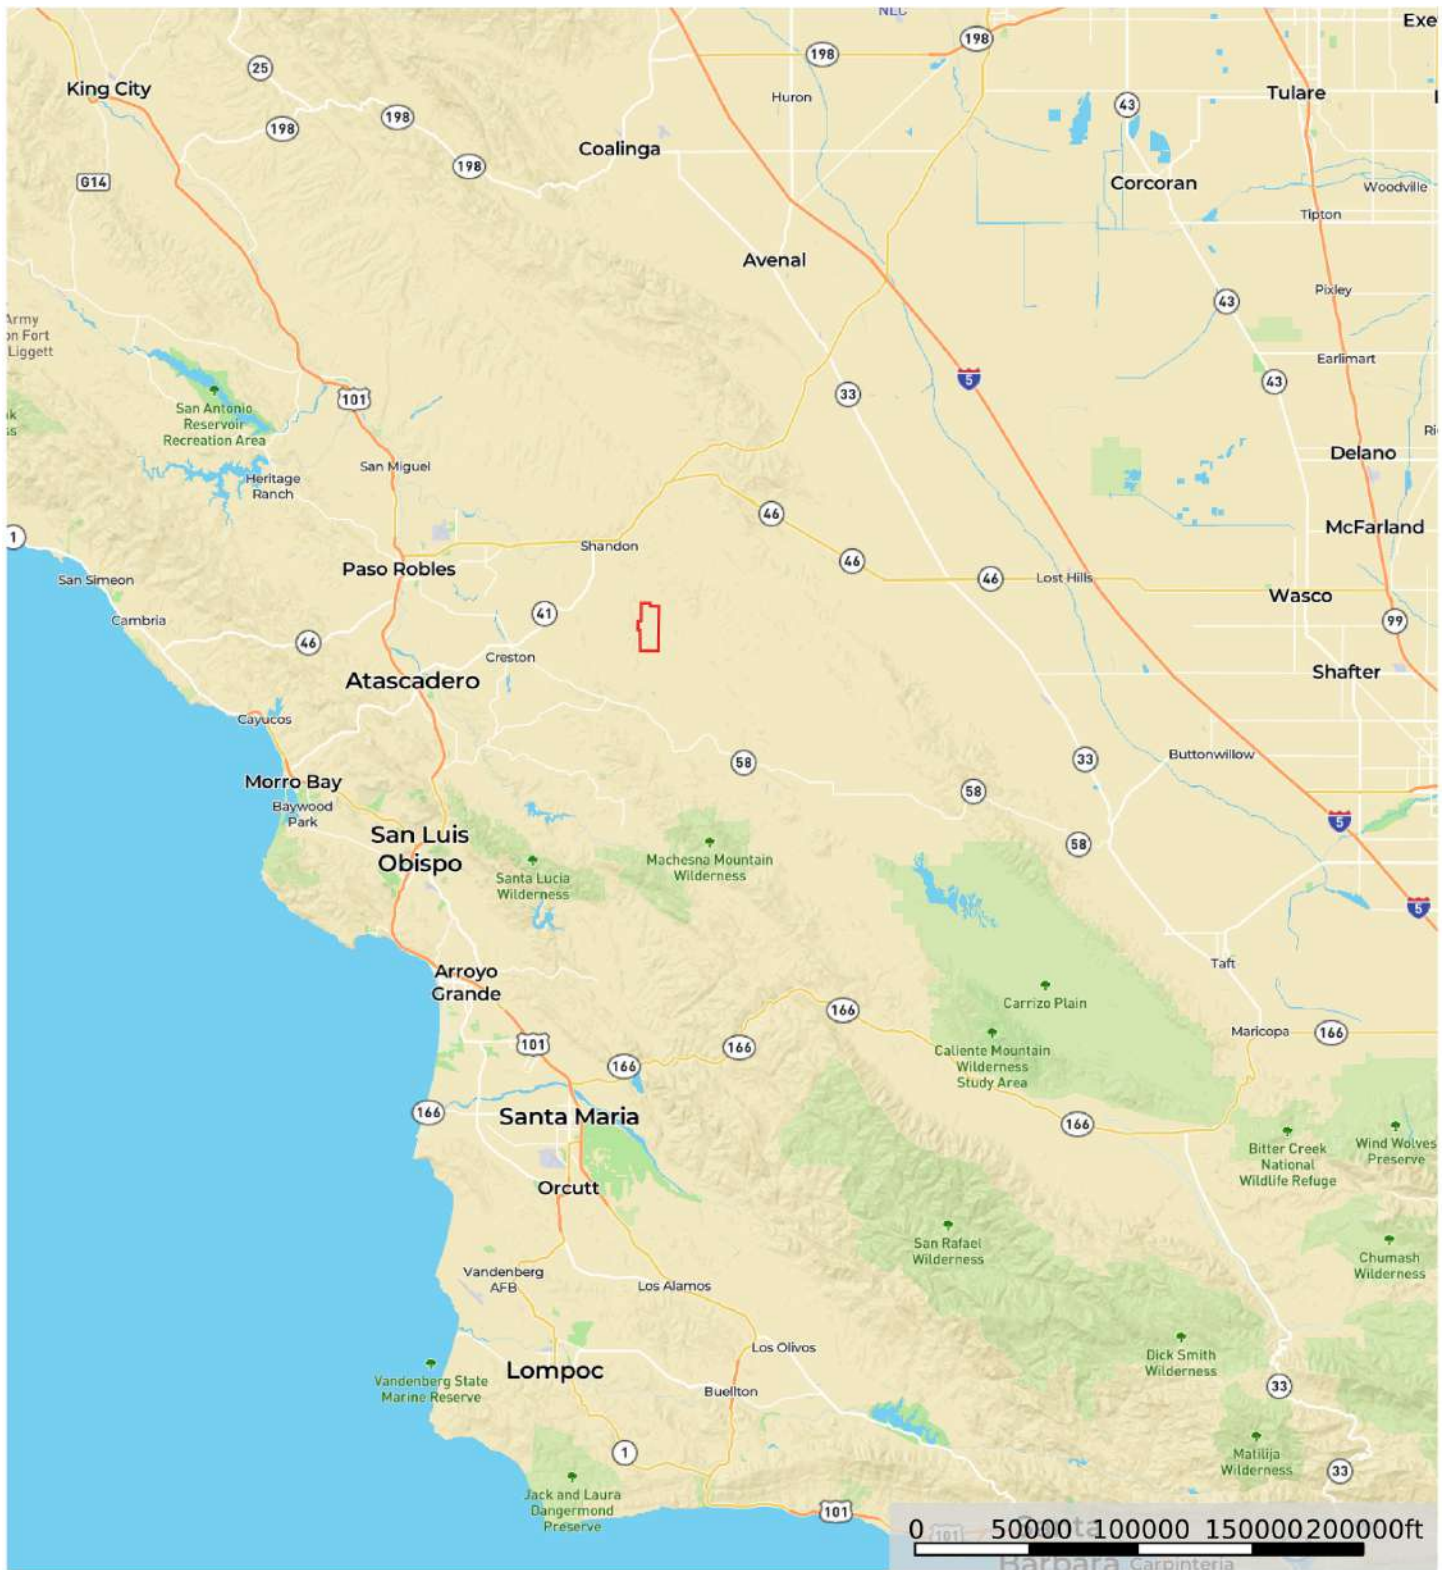 NLC
Exe
198
198
25
King City
Huron
Tulare
43
198
198
Coalinga
198
Corcoran
G14
Woodville
Tipton
Avenal
Pixley
43
Army
on Fort
Liggett
Earlimart
5
43
33
101
San Antonio
Reservoir
Recreation Area
Ri
Delano
San Miguel
Heritage
Ranch
46
McFarland
1
Shandon
46
Paso Robles
San Simeon
46
Lost Hills
Wasco
41
Cambria
99
46
Creston
Shafter
Atascadero
Cayucos
58
33
Buttonwillow
Morro Bay
58
Baywood
Park
5
San Luis
Obispo
58
Machesna Mountain
Wilderness
Santa Lucia
Wilderness
5
Taft
Arroyo
Grande
Carrizo Plain
166
Maricopa
166
101
166
Caliente Mountain
Wilderness
Study Area
166
166
Santa Maria
166
Bitter Creek
National
Wildlife Refuge
Wind Wolves
Preserve
Orcutt
San Rafael
Wilderness
Chumash
Wilderness
Vandenberg
AFB
Los Alamos
Los Olivos
Dick Smith
Wilderness
Lompoc
Vandenberg State
Marine Reserve
Buellton
33
1
Matilija
Wilderness
33
Jack and Laura
Dangermond
Preserve
101
0 50000 100000 150000 200000ft
101
Santa
Barbara
Carpinteria